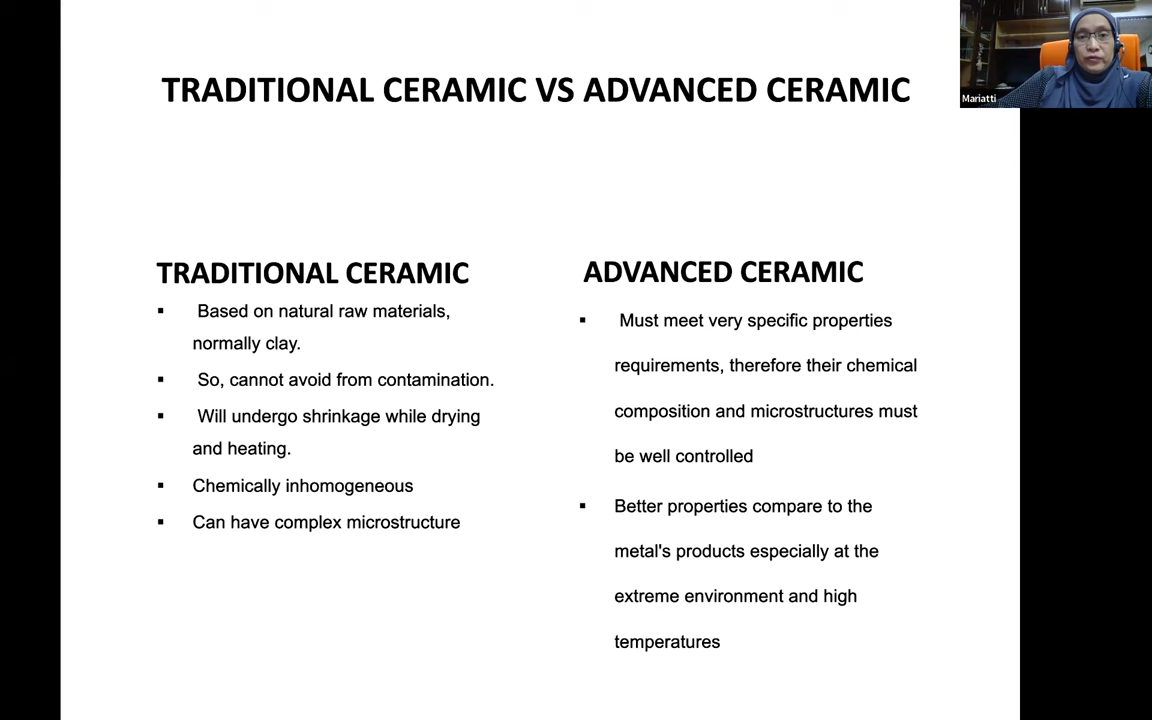 TRADITIONAL CERAMIC VS ADVANCED CERAMIC
Mariatti
TRADITIONAL CERAMIC
▪ Based on natural raw materials,
normally clay.
▪ So, cannot avoid from contamination.
▪ Will undergo shrinkage while drying
and heating.
▪ Chemically inhomogeneous
▪ Can have complex microstructure
ADVANCED CERAMIC
▪ Must meet very specific properties
requirements, therefore their chemical
composition and microstructures must
be well controlled
▪ Better properties compare to the
metal's products especially at the
extreme environment and high
temperatures